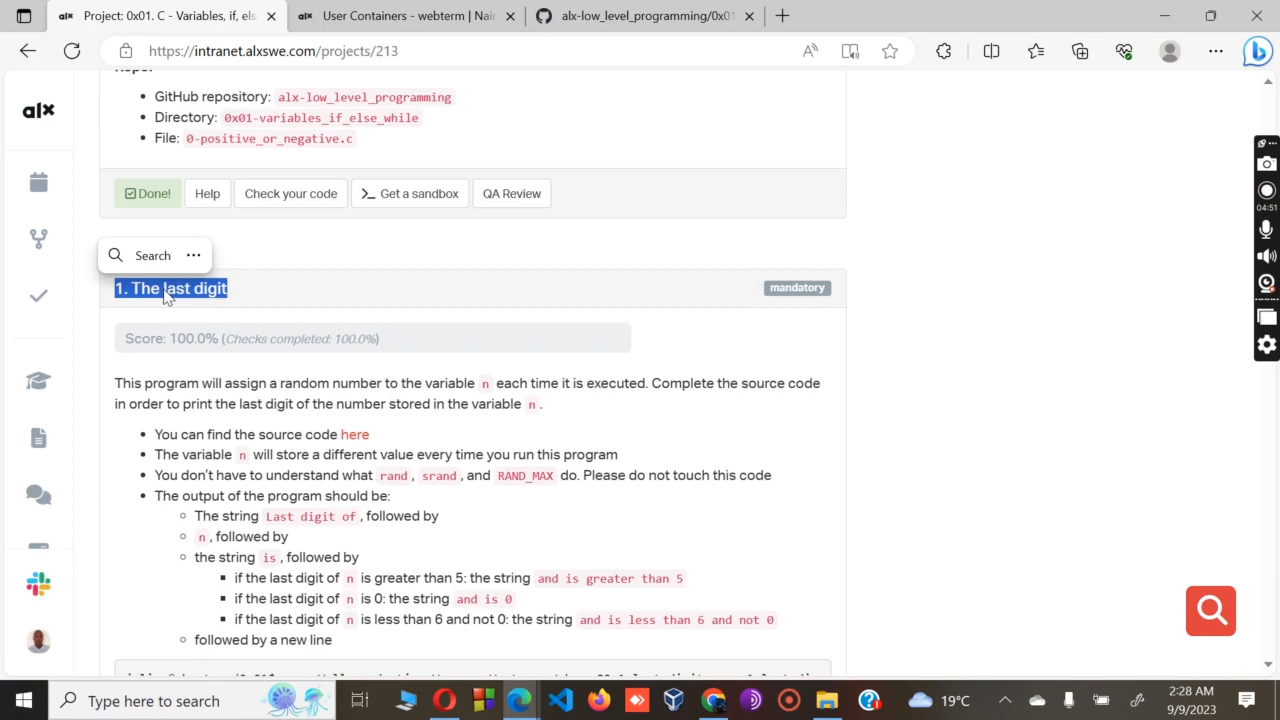 Project: 0x01. C - Variables, if, els
User Containers - webterm | Nair
alx-low_level_programming/0x01
https://intranet.alxswe.com/projects/213
alx
GitHub repository: alx-low_level_programming
Directory: 0x01-variables_if_else_while
File: 0-positive_or_negative.c
Done! Help Check your code Get a sandbox QA Review
Search
1. The last digit mandatory
Score: 100.0% (Checks completed: 100.0%)
This program will assign a random number to the variable n each time it is executed. Complete the source code
in order to print the last digit of the number stored in the variable n.
You can find the source code here
The variable n will store a different value every time you run this program
You don't have to understand what rand, srand, and RAND_MAX do. Please do not touch this code
The output of the program should be:
The string Last digit of, followed by
n, followed by
the string is, followed by
if the last digit of n is greater than 5: the string and is greater than 5
if the last digit of n is 0: the string and is 0
if the last digit of n is less than 6 and not 0: the string and is less than 6 and not 0
followed by a new line
04:51
Type here to search
19°C
2:28 AM
9/9/2023